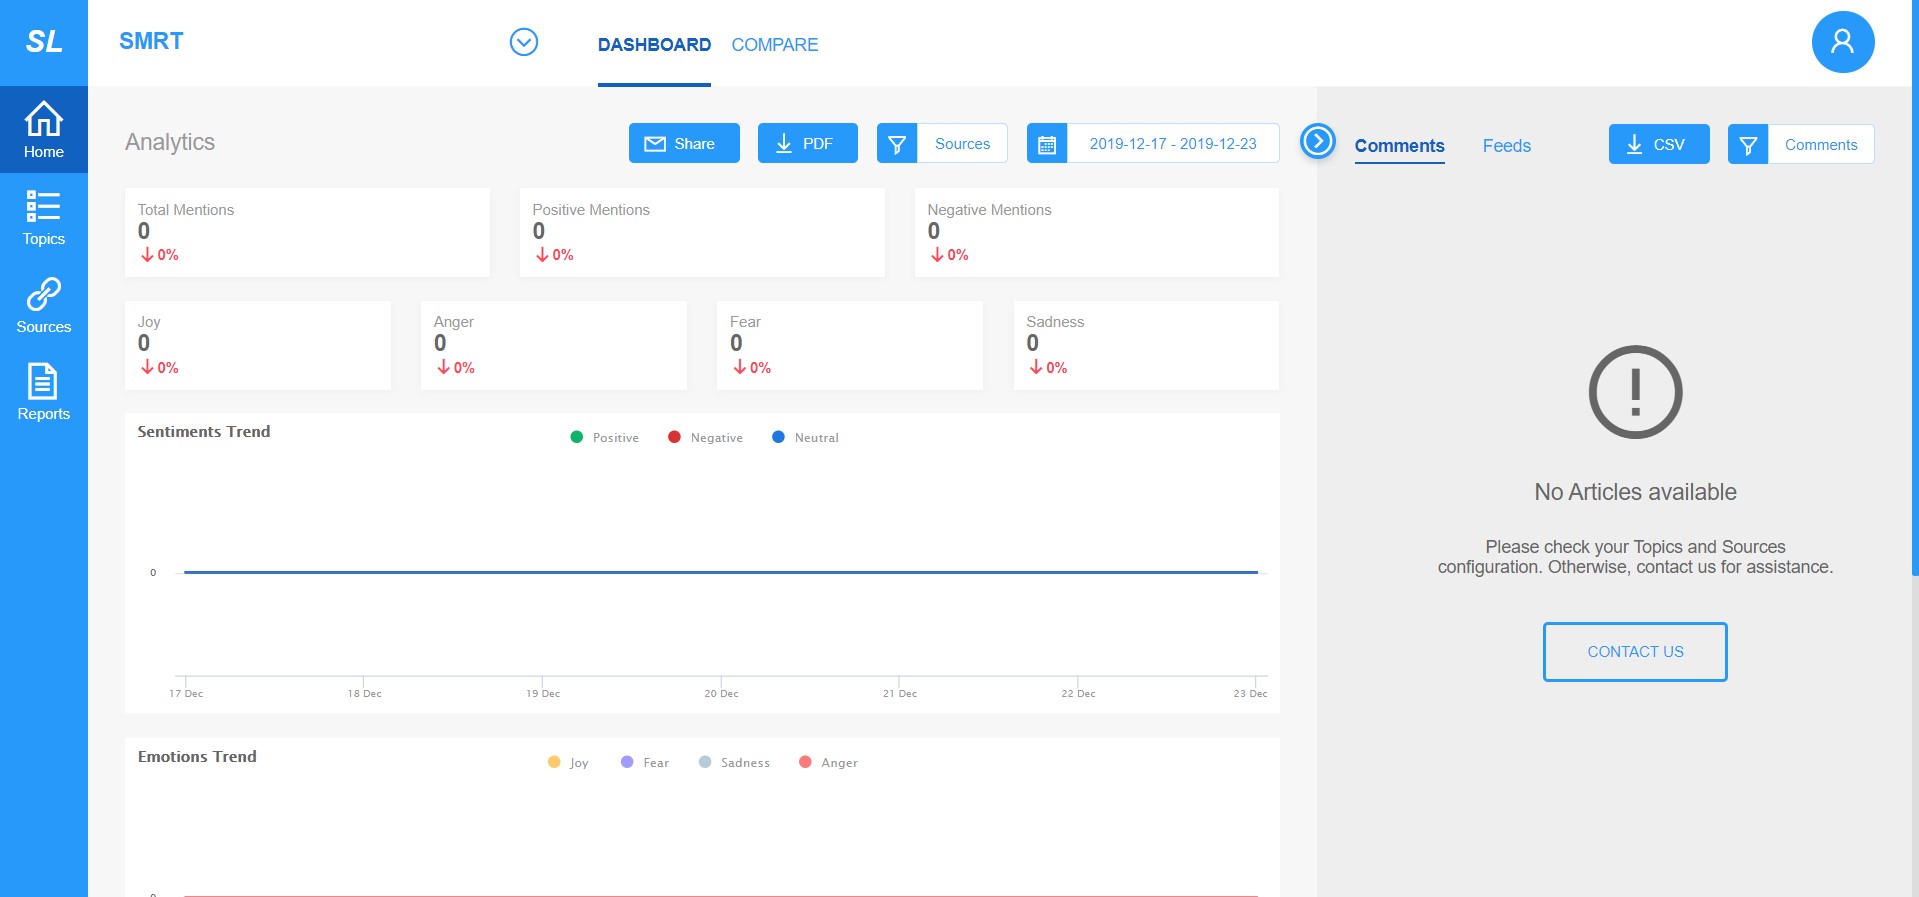 SL
SMRT
DASHBOARD COMPARE
Home
Topics
Sources
Reports
Analytics
Share
PDF
Sources
2019-12-17 - 2019-12-23
Total Mentions
0
0%
Positive Mentions
0
0%
Negative Mentions
0
0%
Joy
0
0%
Anger
0
0%
Fear
0
0%
Sadness
0
0%
Sentiments Trend
Positive Negative Neutral
0
17 Dec 18 Dec 19 Dec 20 Dec 21 Dec 22 Dec 23 Dec
Emotions Trend
Joy Fear Sadness Anger
0
Comments Feeds
CSV
Comments
No Articles available
Please check your Topics and Sources
configuration. Otherwise, contact us for assistance.
CONTACT US